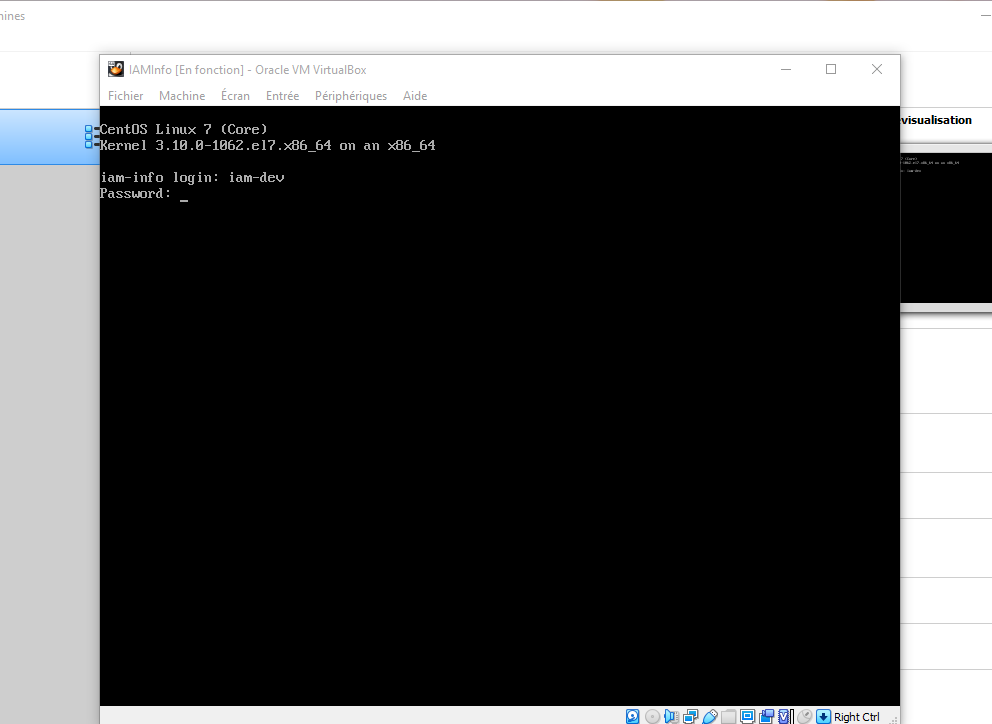 hines
IAMInfo [En fonction] - Oracle VM VirtualBox
Fichier Machine Écran Entrée Périphériques Aide
évisualisation
CentOS Linux 7 (Core)
Kernel 3.10.0-1062.el7.x86_64 on an x86_64
iam-info login: iam-dev
Password: _
Right Ctrl